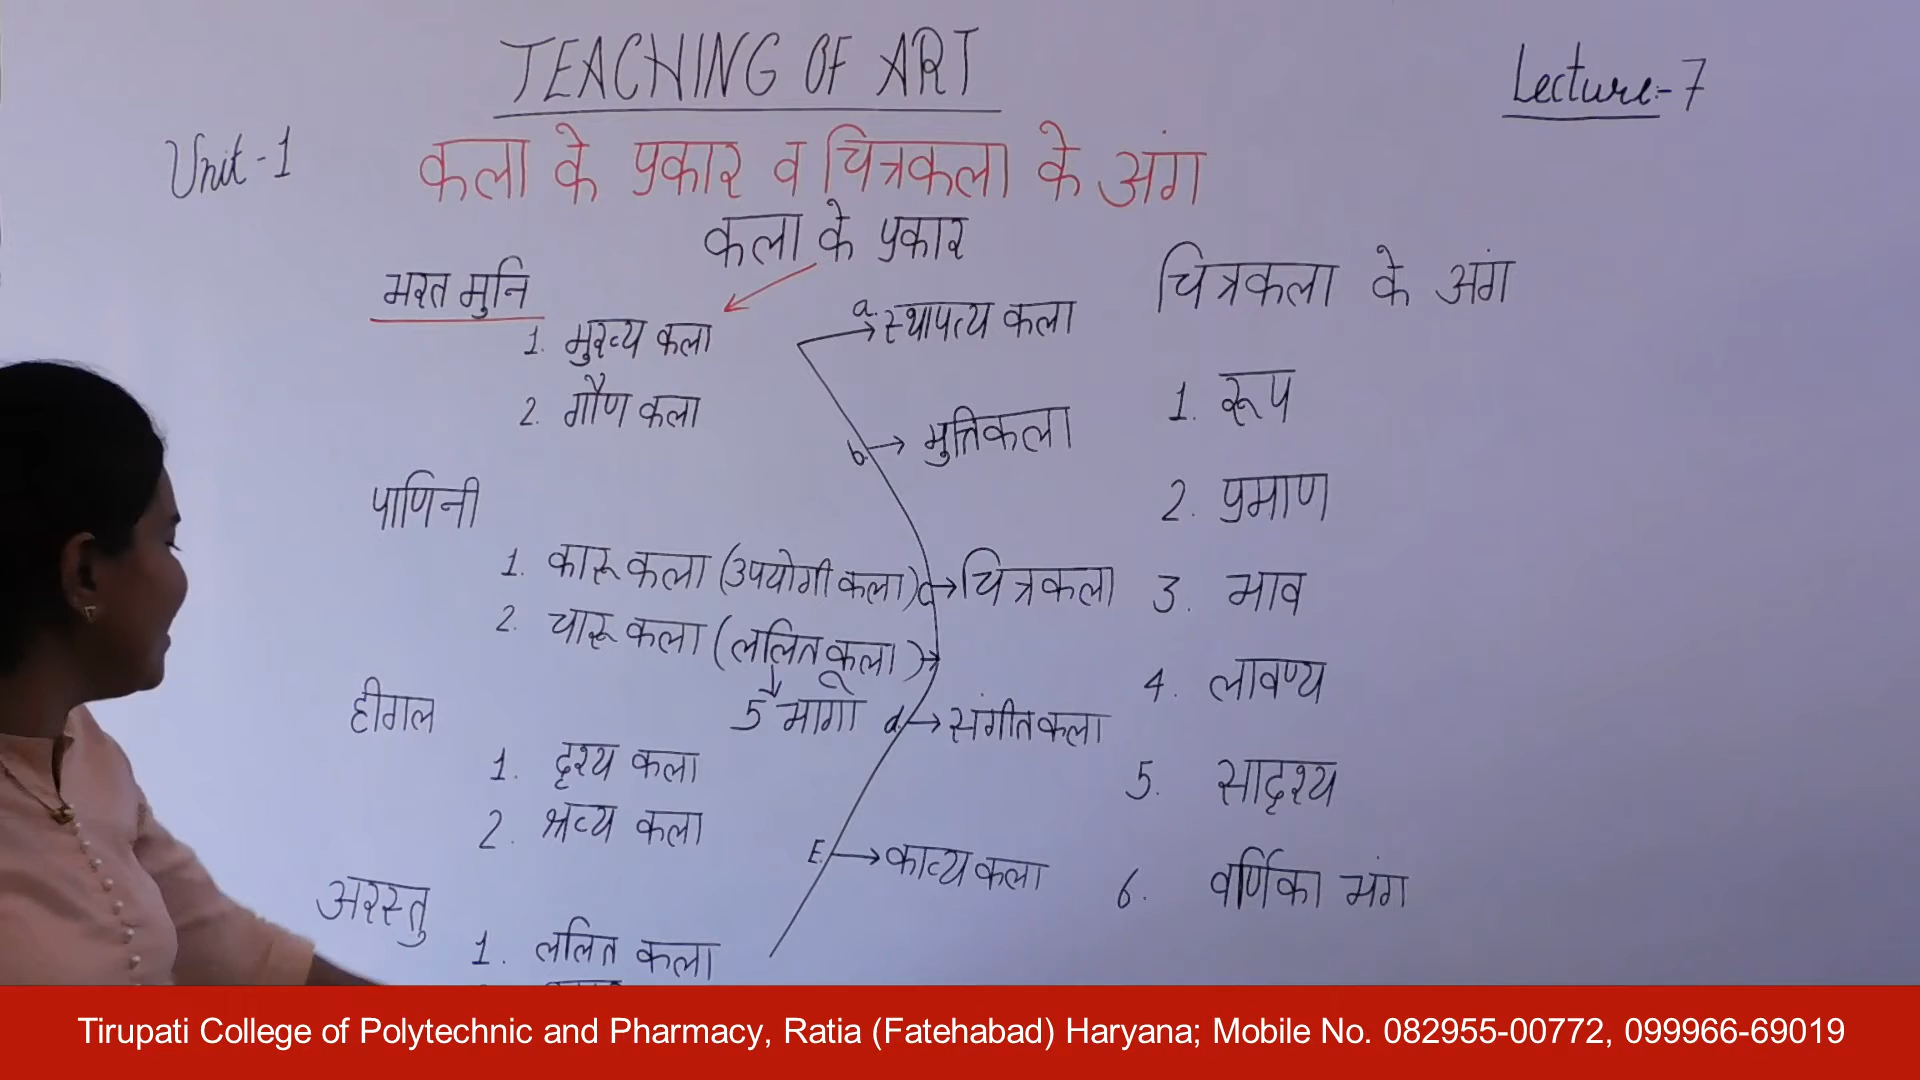 TEACHING OF ART
Lecture:-7
Unit-1
कला के प्रकार व चित्रकला के अंग
कला के प्रकार
भरत मुनि
1. मुख्य कला
2. गौण कला
पाणिनी
1. कारू कला (उपयोगी कला)
2. चारू कला (ललित कला)
5 भागों
हीगल
1. दृश्य कला
2. श्रव्य कला
अरस्तु
1. ललित कला
a. स्थापत्य कला
b. मुर्त्तिकला
c. चित्रकला
d. संगीतकला
E. काव्य कला
चित्रकला के अंग
1. रूप
2. प्रमाण
3. भाव
4. लावण्य
5. सादृश्य
6. वर्णिका भंग
Tirupati College of Polytechnic and Pharmacy, Ratia (Fatehabad) Haryana; Mobile No. 082955-00772, 099966-69019